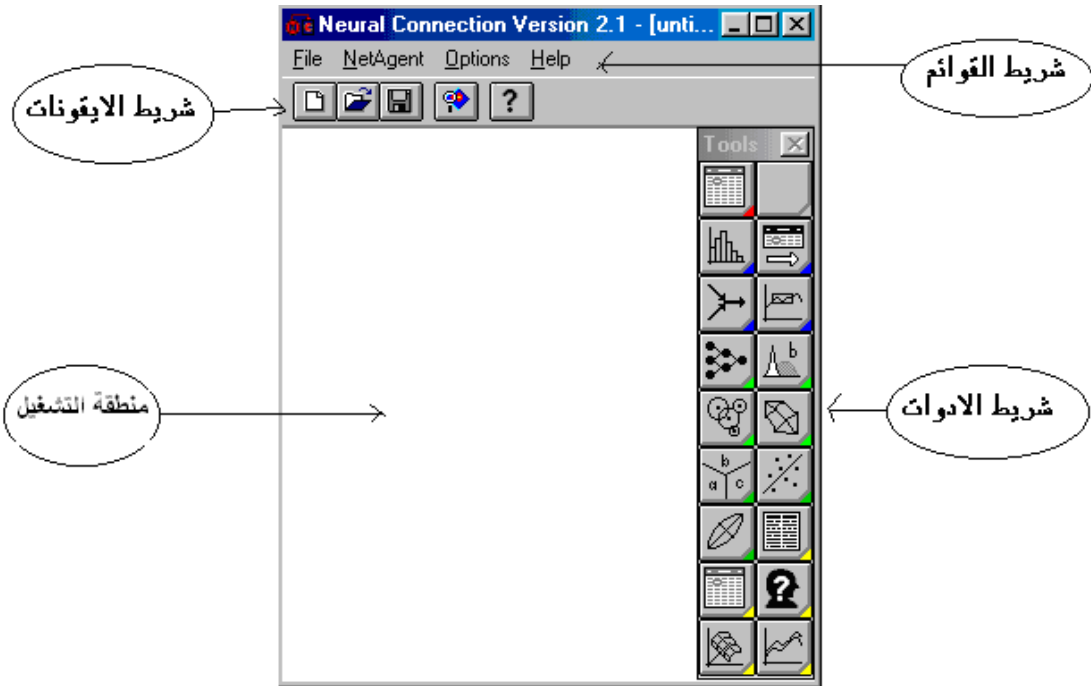 Neural Connection Version 2.1 - [unti...
File NetAgent Options Help
شريط القوائم
شريط الايقونات
?
Tools
b
منطقة التشغيل
شريط الادوات
b
a c
?